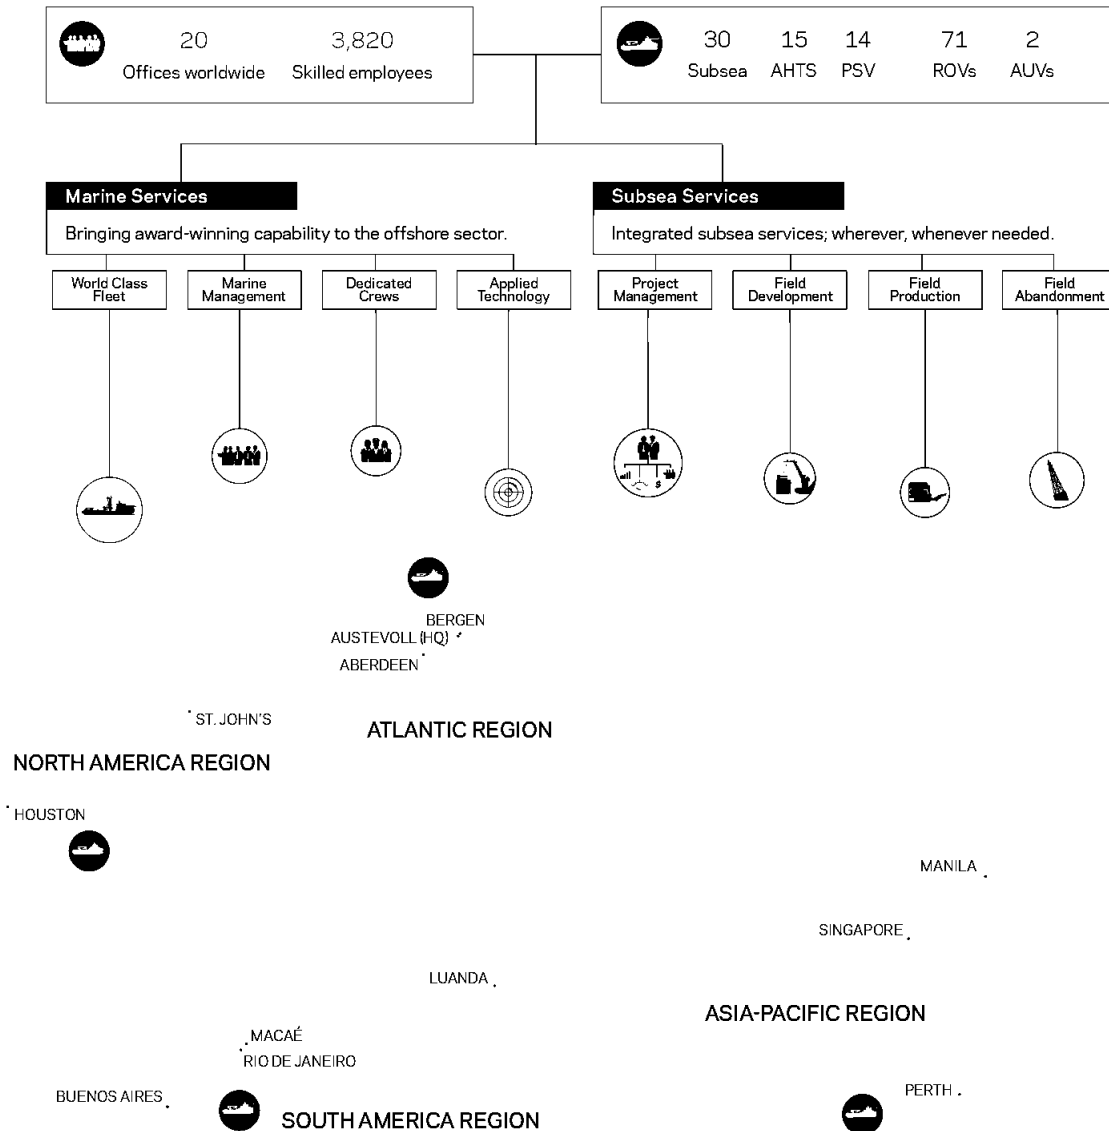 20 3,820
Offices worldwide Skilled employees
30 15 14 71 2
Subsea AHTS PSV ROVs AUVs
Marine Services
Bringing award-winning capability to the offshore sector.
World Class
Fleet
Marine
Management
Dedicated
Crews
Applied
Technology
Subsea Services
Integrated subsea services; wherever, whenever needed.
Project
Management
Field
Development
Field
Production
Field
Abandonment
$
BERGEN
AUSTEVOLL (HQ)
ABERDEEN
ST. JOHN'S
ATLANTIC REGION
NORTH AMERICA REGION
HOUSTON
MANILA
SINGAPORE
LUANDA
ASIA-PACIFIC REGION
MACAÉ
RIO DE JANEIRO
BUENOS AIRES
PERTH
SOUTH AMERICA REGION